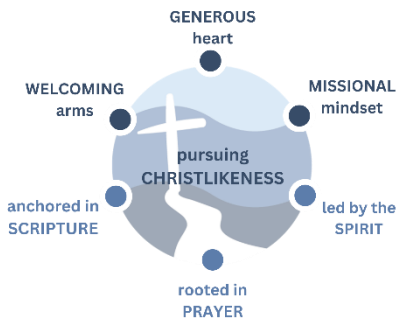 GENEROUS
heart
WELCOMING
arms
MISSIONAL
mindset
pursuing
CHRISTLIKENESS
anchored in
SCRIPTURE
led by the
SPIRIT
rooted in
PRAYER